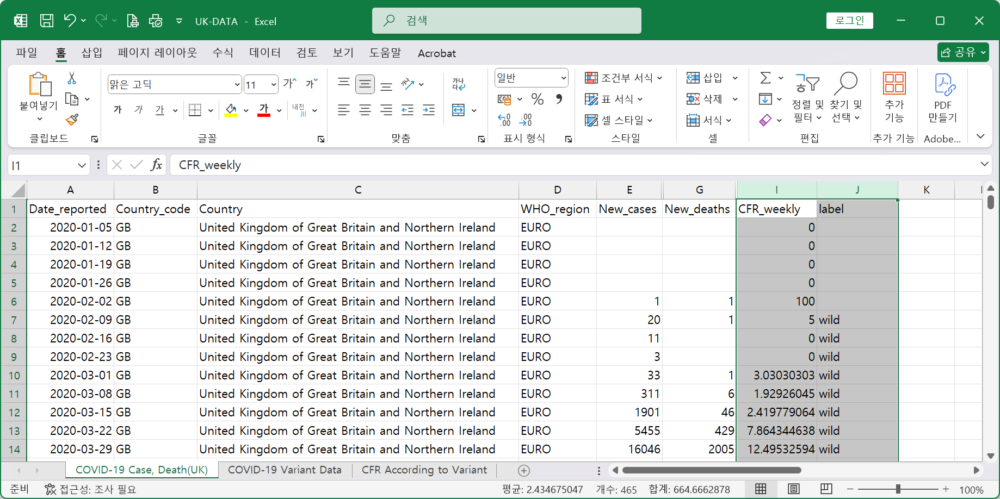 UK-DATA - Excel
검색
로그인
파일 홈 삽입 페이지 레이아웃 수식 데이터 검토 보기 도움말 Acrobat
공유
붙여넣기
클립보드
맑은 고딕 11 가 가
가 가 가 가 내천 川
글꼴
가나 다
맞춤
일반
% ,
←0 .00 .00 →0
표시 형식
조건부 서식
표 서식
셀 스타일
스타일
삽입
삭제
서식
셀
정렬 및 필터
찾기 및 선택
편집
추가 기능
추가 기능
PDF 만들기
Adobe...
I1 fx CFR_weekly
A B C D E G I J K
1 Date_reported Country_code Country WHO_region New_cases New_deaths CFR_weekly label
2 2020-01-05 GB United Kingdom of Great Britain and Northern Ireland EURO 0
3 2020-01-12 GB United Kingdom of Great Britain and Northern Ireland EURO 0
4 2020-01-19 GB United Kingdom of Great Britain and Northern Ireland EURO 0
5 2020-01-26 GB United Kingdom of Great Britain and Northern Ireland EURO 0
6 2020-02-02 GB United Kingdom of Great Britain and Northern Ireland EURO 1 1 100
7 2020-02-09 GB United Kingdom of Great Britain and Northern Ireland EURO 20 1 5 wild
8 2020-02-16 GB United Kingdom of Great Britain and Northern Ireland EURO 11 0 wild
9 2020-02-23 GB United Kingdom of Great Britain and Northern Ireland EURO 3 0 wild
10 2020-03-01 GB United Kingdom of Great Britain and Northern Ireland EURO 33 1 3.03030303 wild
11 2020-03-08 GB United Kingdom of Great Britain and Northern Ireland EURO 311 6 1.92926045 wild
12 2020-03-15 GB United Kingdom of Great Britain and Northern Ireland EURO 1901 46 2.419779064 wild
13 2020-03-22 GB United Kingdom of Great Britain and Northern Ireland EURO 5455 429 7.864344638 wild
14 2020-03-29 GB United Kingdom of Great Britain and Northern Ireland EURO 16046 2005 12.49532594 wild
COVID-19 Case, Death(UK) COVID-19 Variant Data CFR According to Variant
준비 접근성: 조사 필요 평균: 2.434675047 개수: 465 합계: 664.6662878 100%